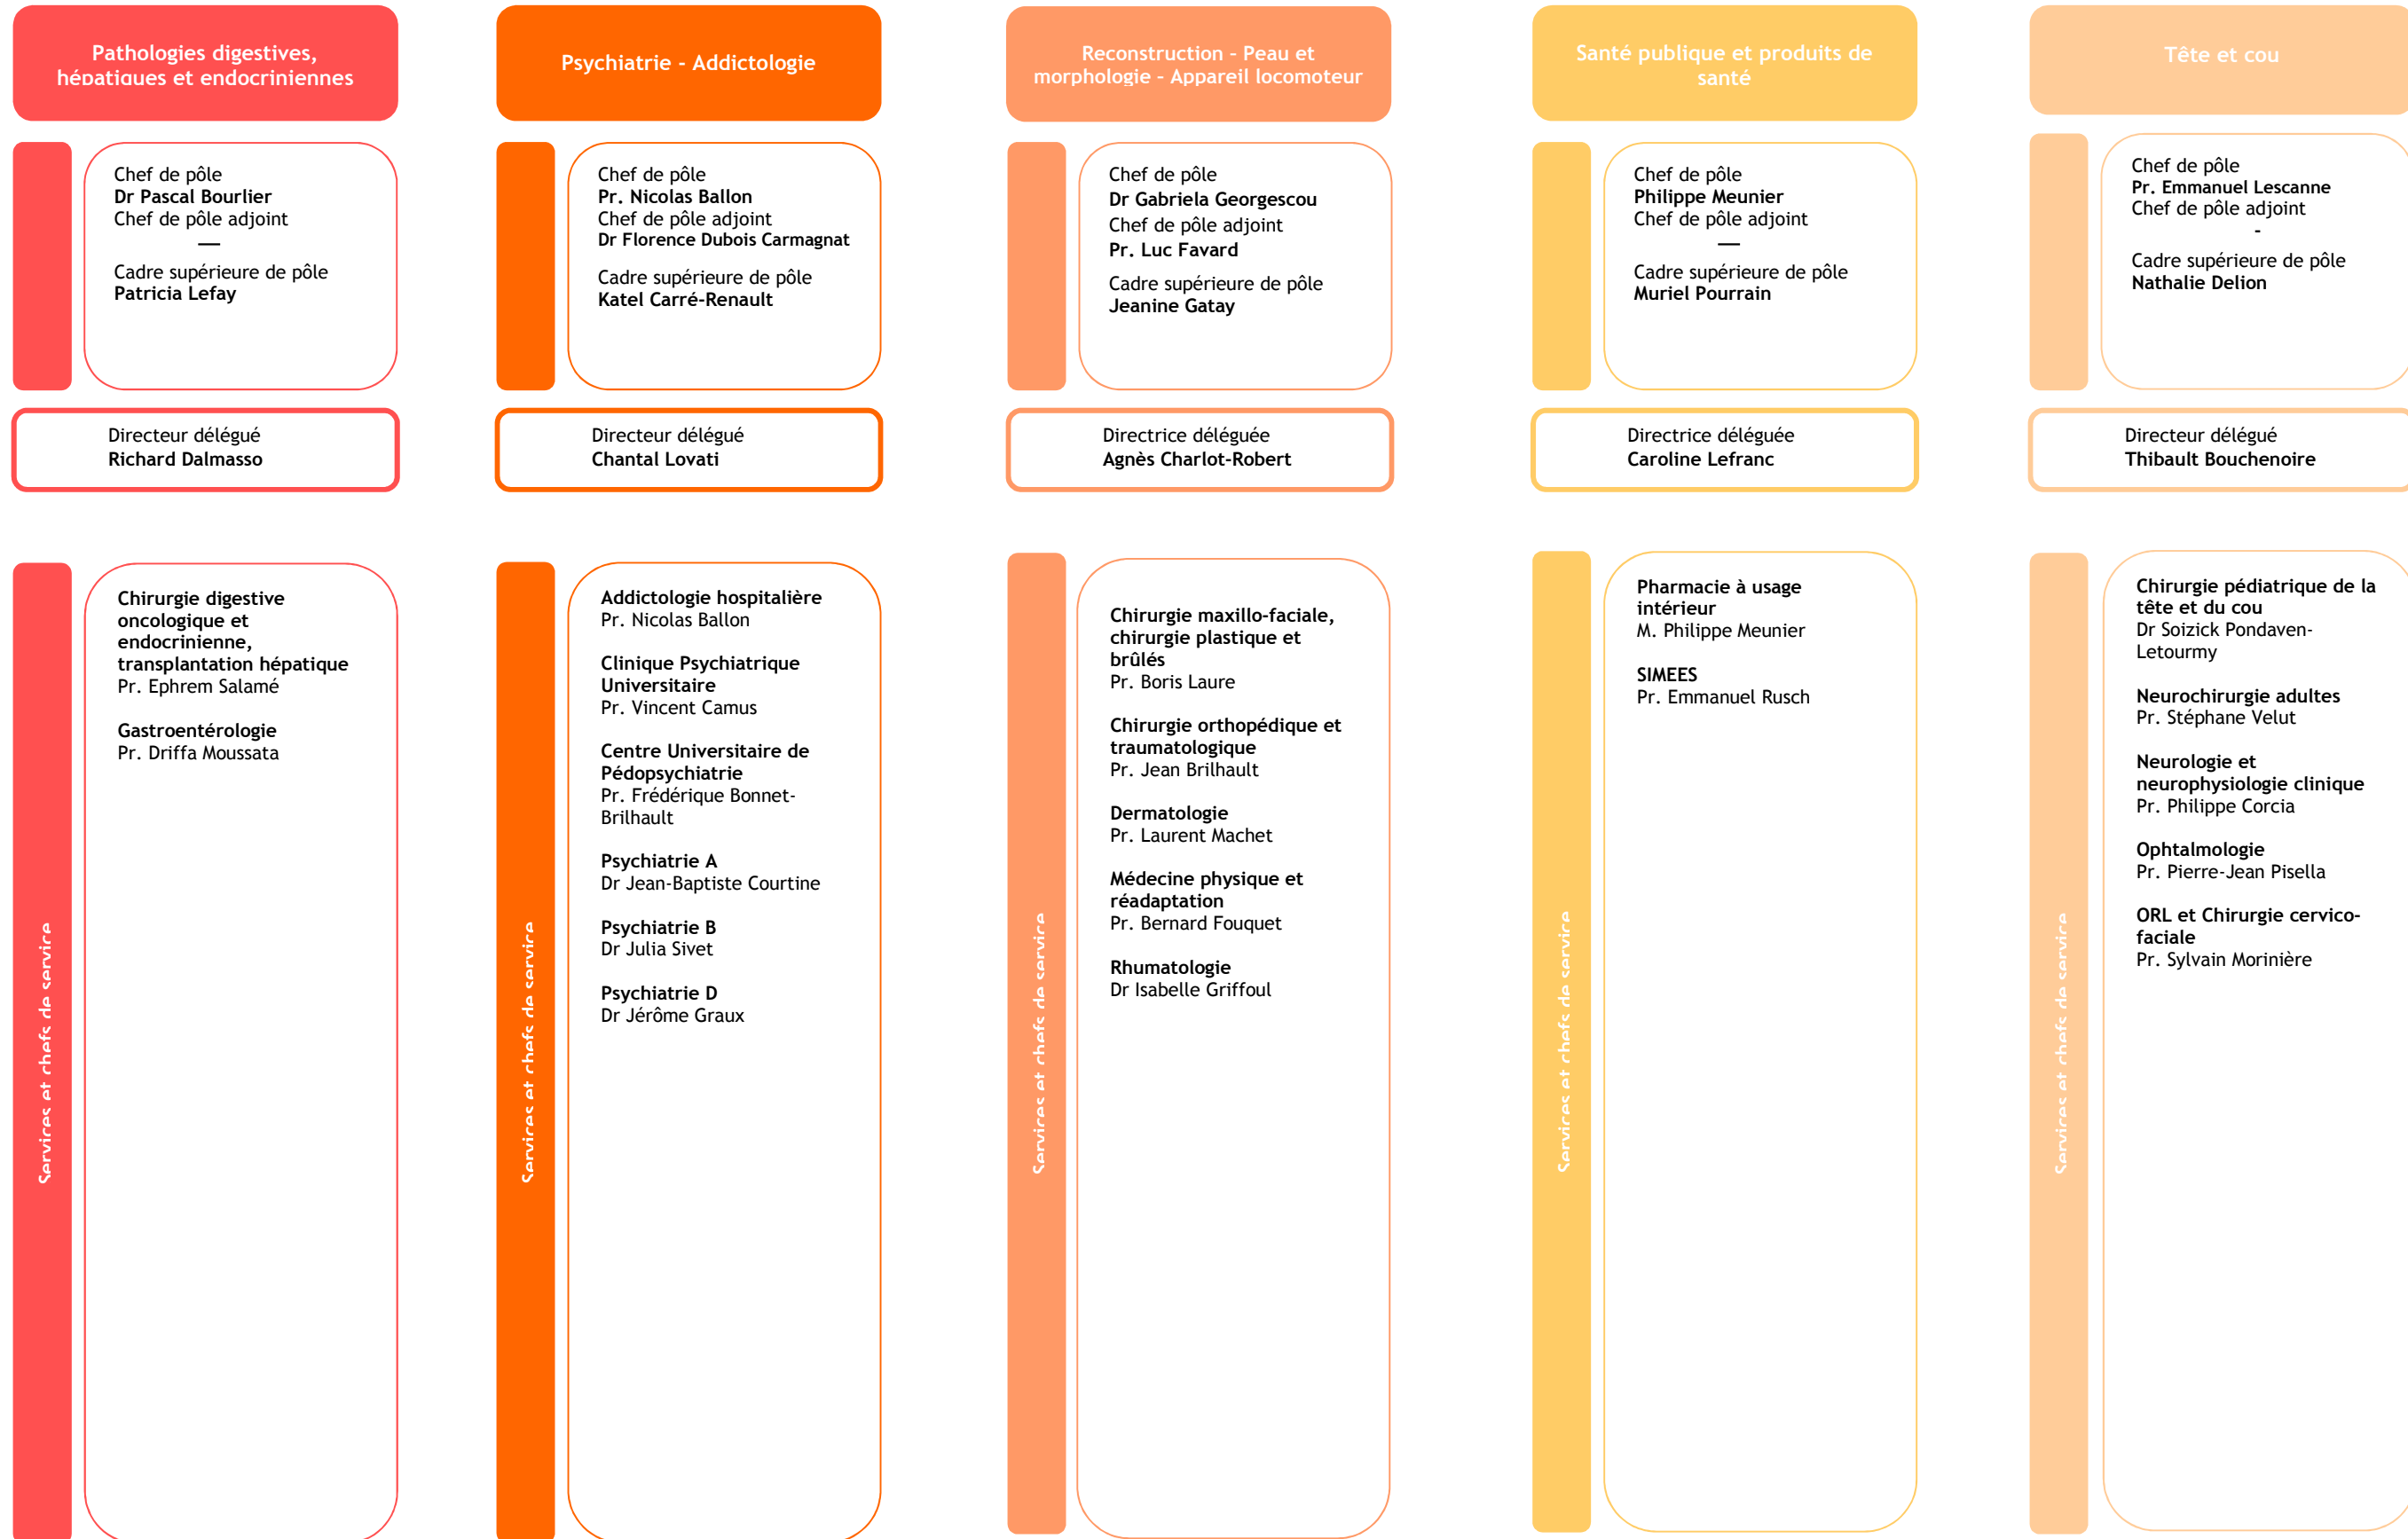 Pathologies digestives,
hépatiques et endocriniennes
Chef de pôle
Dr Pascal Bourlier
Chef de pôle adjoint
—
Cadre supérieure de pôle
Patricia Lefay
Directeur délégué
Richard Dalmasso
Services et chefs de service
Chirurgie digestive
oncologique et
endocrinienne,
transplantation hépatique
Pr. Ephrem Salamé
Gastroentérologie
Pr. Driffa Moussata
Psychiatrie - Addictologie
Chef de pôle
Pr. Nicolas Ballon
Chef de pôle adjoint
Dr Florence Dubois Carmagnat
Cadre supérieure de pôle
Katel Carré-Renault
Directeur délégué
Chantal Lovati
Services et chefs de service
Addictologie hospitalière
Pr. Nicolas Ballon
Clinique Psychiatrique
Universitaire
Pr. Vincent Camus
Centre Universitaire de
Pédopsychiatrie
Pr. Frédérique Bonnet-
Brilhault
Psychiatrie A
Dr Jean-Baptiste Courtine
Psychiatrie B
Dr Julia Sivet
Psychiatrie D
Dr Jérôme Graux
Reconstruction - Peau et
morphologie - Appareil locomoteur
Chef de pôle
Dr Gabriela Georgescou
Chef de pôle adjoint
Pr. Luc Favard
Cadre supérieure de pôle
Jeanine Gatay
Directrice déléguée
Agnès Charlot-Robert
Services et chefs de service
Chirurgie maxillo-faciale,
chirurgie plastique et
brûlés
Pr. Boris Laure
Chirurgie orthopédique et
traumatologique
Pr. Jean Brilhault
Dermatologie
Pr. Laurent Machet
Médecine physique et
réadaptation
Pr. Bernard Fouquet
Rhumatologie
Dr Isabelle Griffoul
Santé publique et produits de
santé
Chef de pôle
Philippe Meunier
Chef de pôle adjoint
—
Cadre supérieure de pôle
Muriel Pourrain
Directrice déléguée
Caroline Lefranc
Services et chefs de service
Pharmacie à usage
intérieur
M. Philippe Meunier
SIMEES
Pr. Emmanuel Rusch
Tête et cou
Chef de pôle
Pr. Emmanuel Lescanne
Chef de pôle adjoint
-
Cadre supérieure de pôle
Nathalie Delion
Directeur délégué
Thibault Bouchenoire
Services et chefs de service
Chirurgie pédiatrique de la
tête et du cou
Dr Soizick Pondaven-
Letourmy
Neurochirurgie adultes
Pr. Stéphane Velut
Neurologie et
neurophysiologie clinique
Pr. Philippe Corcia
Ophtalmologie
Pr. Pierre-Jean Pisella
ORL et Chirurgie cervico-
faciale
Pr. Sylvain Morinière